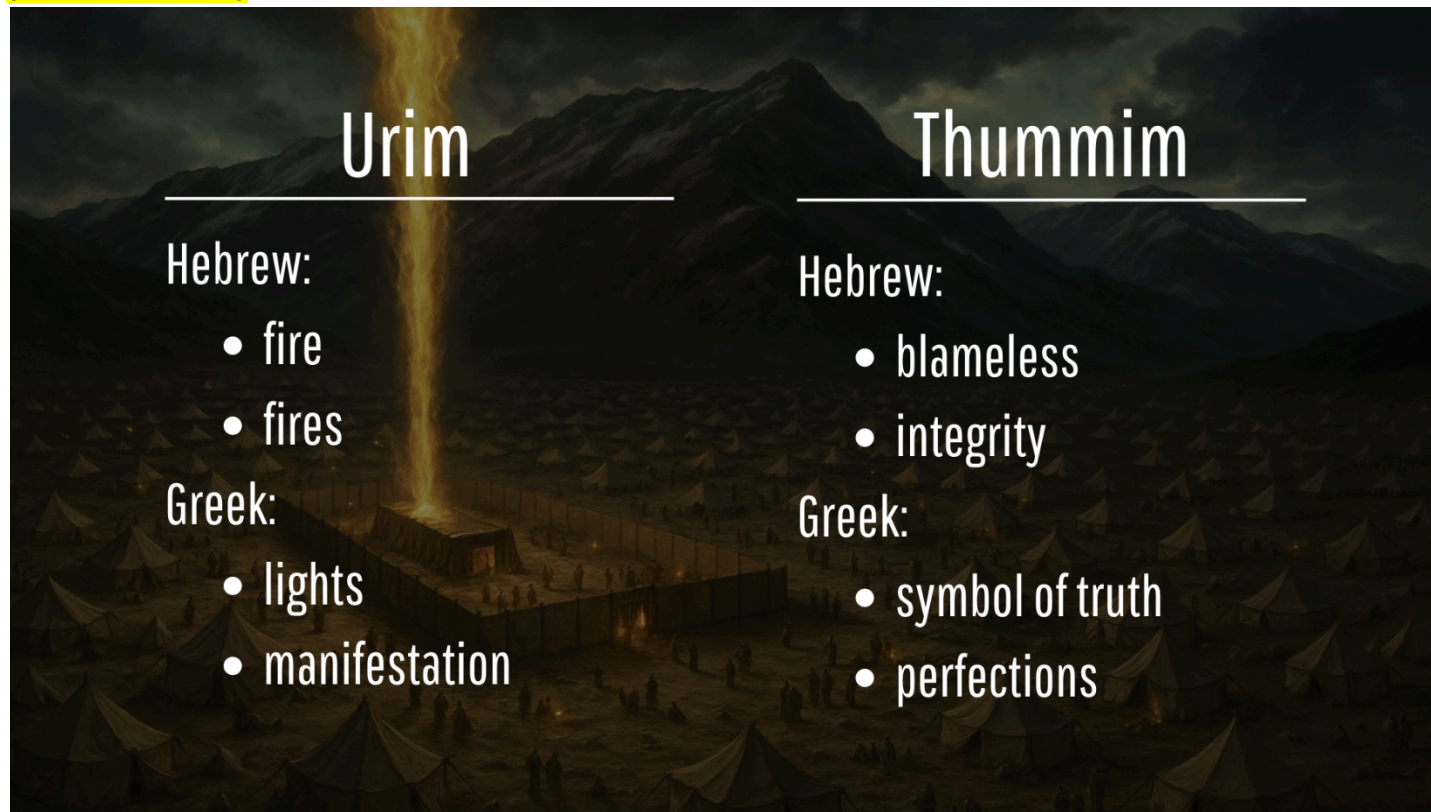 Urim
Hebrew:
• fire
• fires
Greek:
• lights
• manifestation
Thummim
Hebrew:
• blameless
• integrity
Greek:
• symbol of truth
• perfections